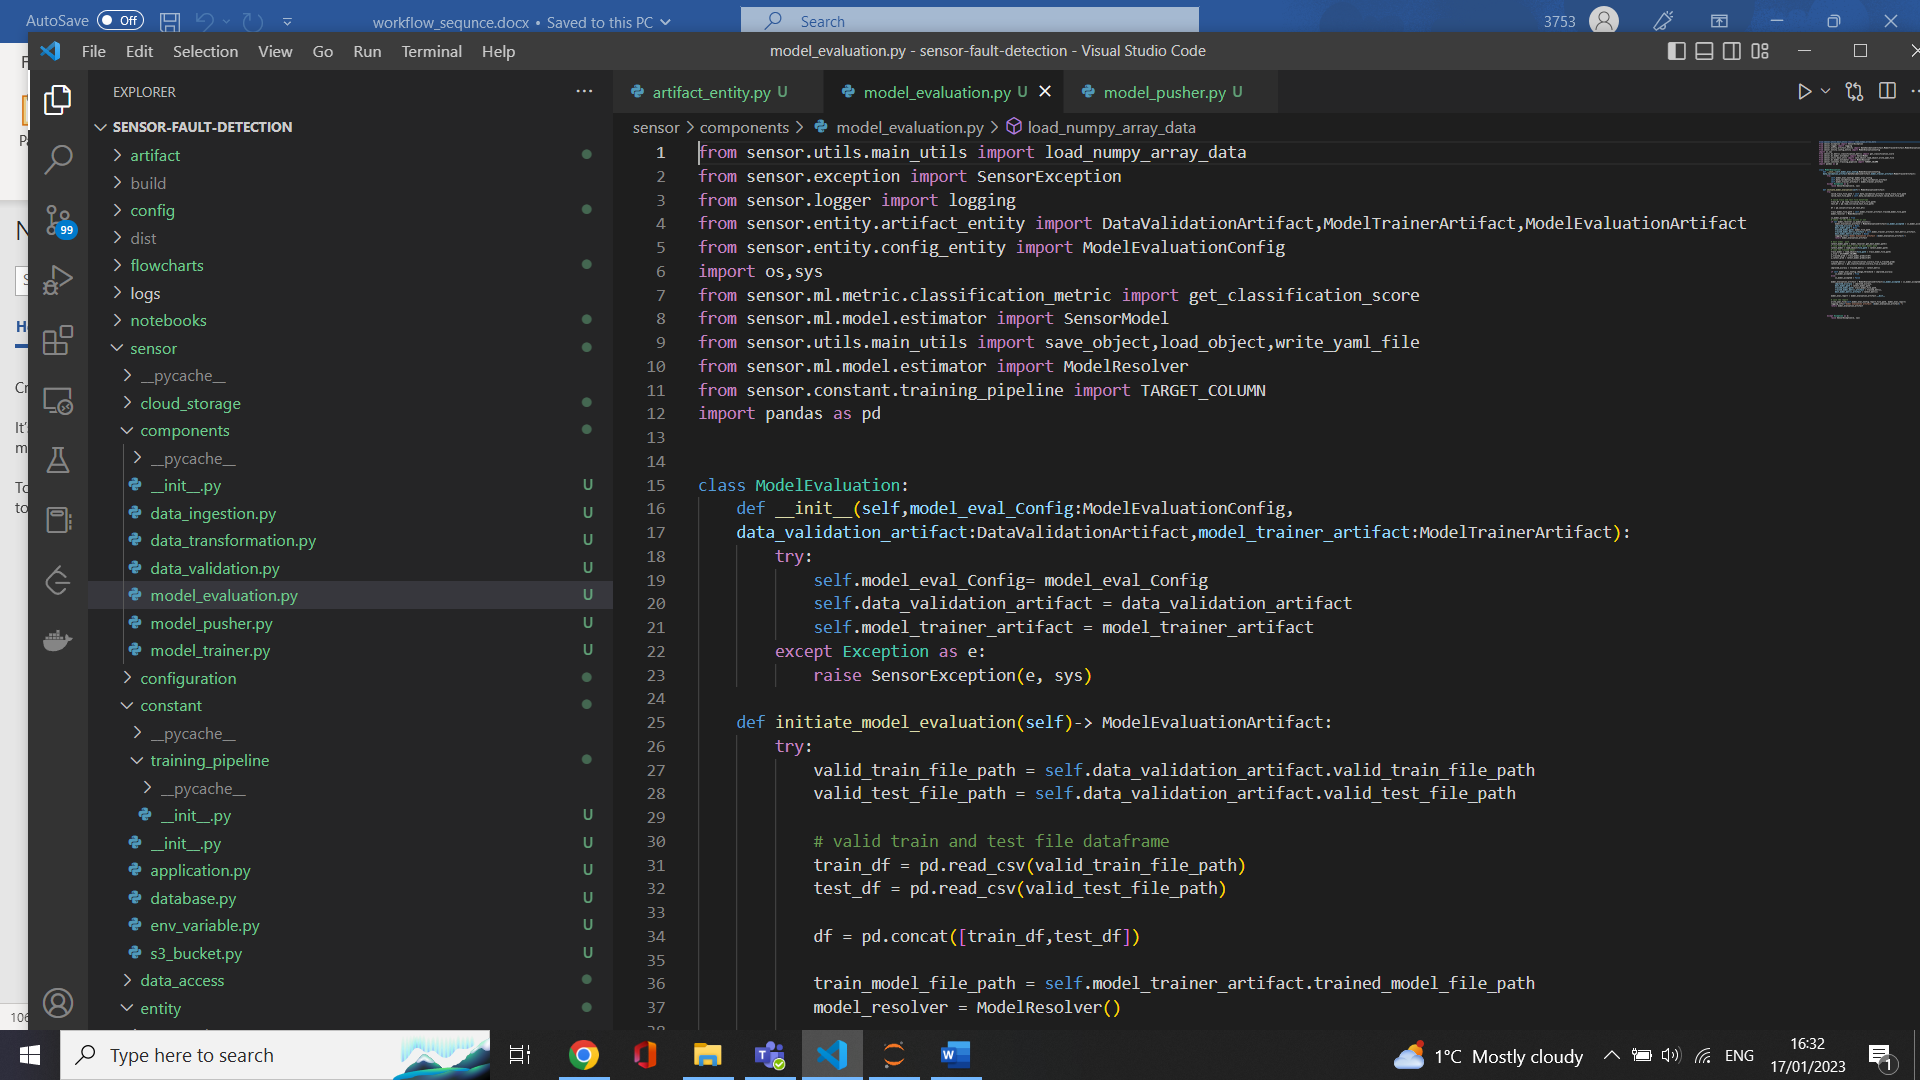 AutoSave Off workflow_sequnce.docx • Saved to this PC Search 3753
File Edit Selection View Go Run Terminal Help model_evaluation.py - sensor-fault-detection - Visual Studio Code
EXPLORER
SENSOR-FAULT-DETECTION
artifact
build
config
dist
flowcharts
logs
notebooks
sensor
__pycache__
cloud_storage
components
__pycache__
__init__.py U
data_ingestion.py U
data_transformation.py U
data_validation.py U
model_evaluation.py U
model_pusher.py U
model_trainer.py U
configuration
constant
__pycache__
training_pipeline
__pycache__
__init__.py U
__init__.py U
application.py U
database.py U
env_variable.py U
s3_bucket.py U
data_access
entity
99
artifact_entity.py U model_evaluation.py U model_pusher.py U
sensor > components > model_evaluation.py > load_numpy_array_data
1 from sensor.utils.main_utils import load_numpy_array_data
2 from sensor.exception import SensorException
3 from sensor.logger import logging
4 from sensor.entity.artifact_entity import DataValidationArtifact,ModelTrainerArtifact,ModelEvaluationArtifact
5 from sensor.entity.config_entity import ModelEvaluationConfig
6 import os,sys
7 from sensor.ml.metric.classification_metric import get_classification_score
8 from sensor.ml.model.estimator import SensorModel
9 from sensor.utils.main_utils import save_object,load_object,write_yaml_file
10 from sensor.ml.model.estimator import ModelResolver
11 from sensor.constant.training_pipeline import TARGET_COLUMN
12 import pandas as pd
13
14
15 class ModelEvaluation:
16 def __init__(self,model_eval_Config:ModelEvaluationConfig,
17 data_validation_artifact:DataValidationArtifact,model_trainer_artifact:ModelTrainerArtifact):
18 try:
19 self.model_eval_Config= model_eval_Config
20 self.data_validation_artifact = data_validation_artifact
21 self.model_trainer_artifact = model_trainer_artifact
22 except Exception as e:
23 raise SensorException(e, sys)
24
25 def initiate_model_evaluation(self)-> ModelEvaluationArtifact:
26 try:
27 valid_train_file_path = self.data_validation_artifact.valid_train_file_path
28 valid_test_file_path = self.data_validation_artifact.valid_test_file_path
29
30 # valid train and test file dataframe
31 train_df = pd.read_csv(valid_train_file_path)
32 test_df = pd.read_csv(valid_test_file_path)
33
34 df = pd.concat([train_df,test_df])
35
36 train_model_file_path = self.model_trainer_artifact.trained_model_file_path
37 model_resolver = ModelResolver()
Type here to search
1°C Mostly cloudy ENG 16:32
17/01/2023
1